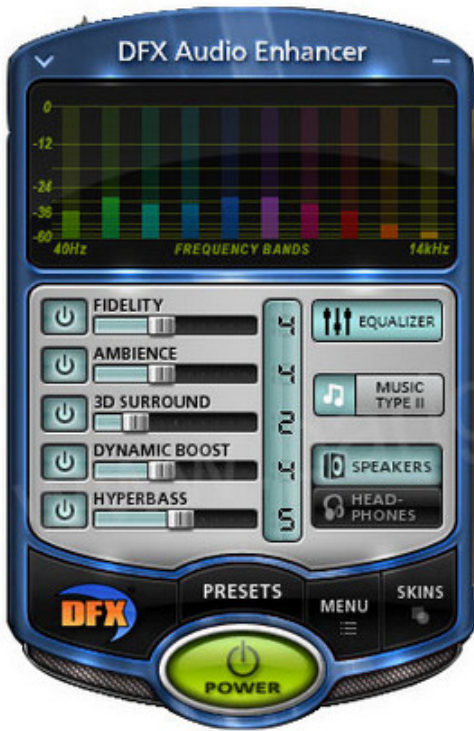 DFX Audio Enhancer
0
-12
-24
-36
-60
40Hz FREQUENCY BANDS 14kHz
FIDELITY 4
EQUALIZER
AMBIENCE 4
MUSIC
TYPE II
3D SURROUND 2
DYNAMIC BOOST 4
SPEAKERS
HYPERBASS 5
HEAD-
PHONES
DFX
PRESETS
MENU
SKINS
POWER